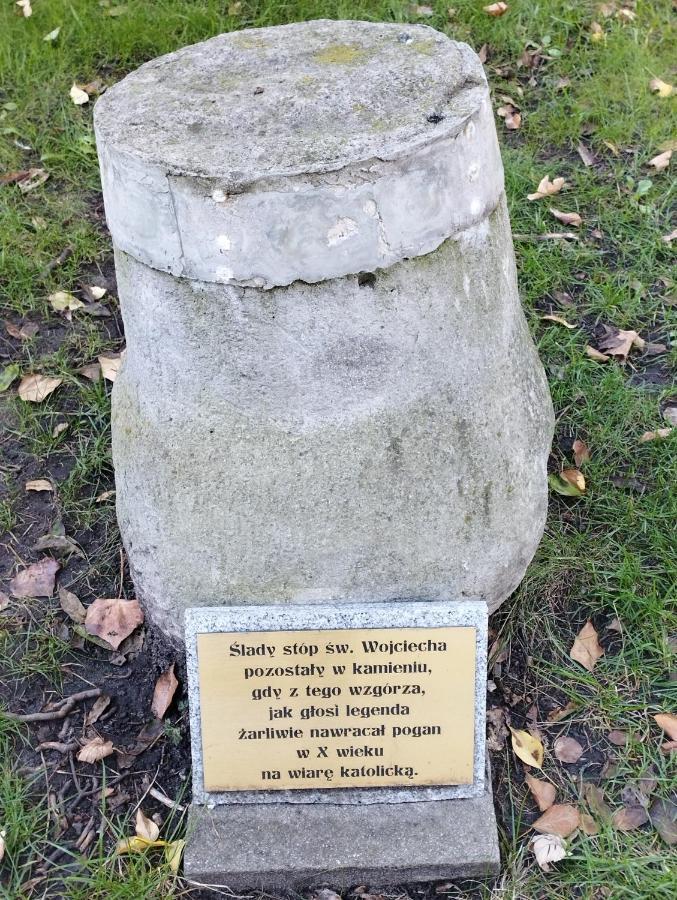 Ślady stóp św. Wojciecha
pozostały w kamieniu,
gdy z tego wzgórza,
jak głosi legenda
żarliwie nawracał pogan
w X wieku
na wiarę katolicką.